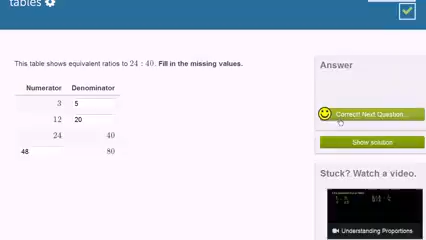 tables
This table shows equivalent ratios to 24 : 40. Fill in the missing values.
Numerator Denominator
3 5
12 20
24 40
48 80
Answer
Correct! Next Question...
Show solution
Stuck? Watch a video.
Understanding Proportions